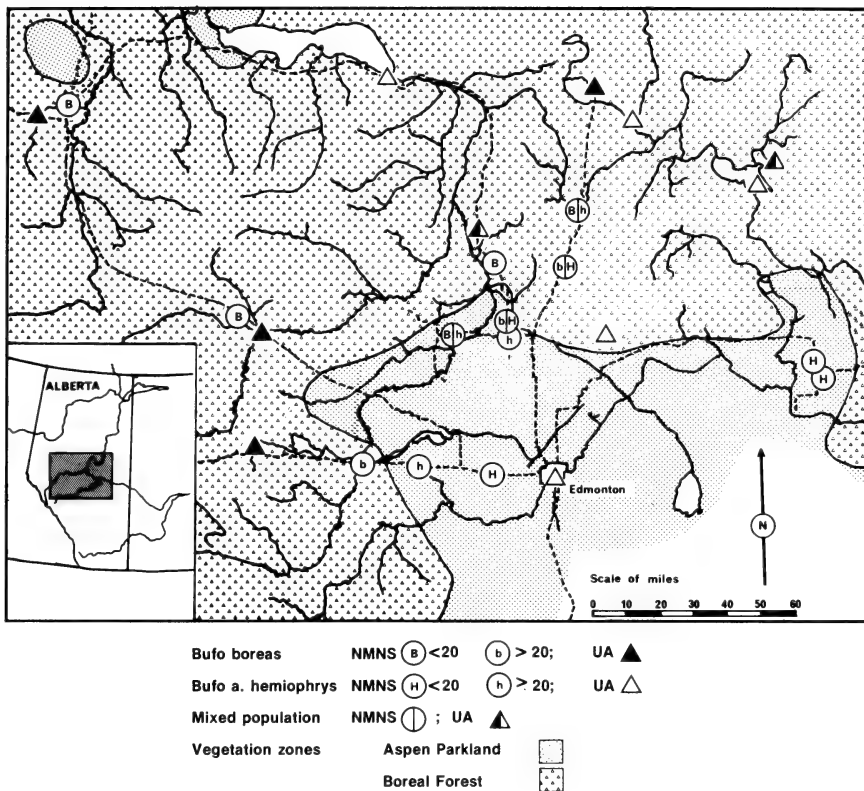 B
B
h
B
b H
B
B h
b H
h
H
H
ALBERTA
b
h
H
Edmonton
N
Scale of miles
0 10 20 30 40 50 60
Bufo boreas NMNS B <20 b > 20; UA
Bufo a. hemiophrys NMNS H <20 h > 20; UA
Mixed population NMNS ; UA
Vegetation zones Aspen Parkland
Boreal Forest